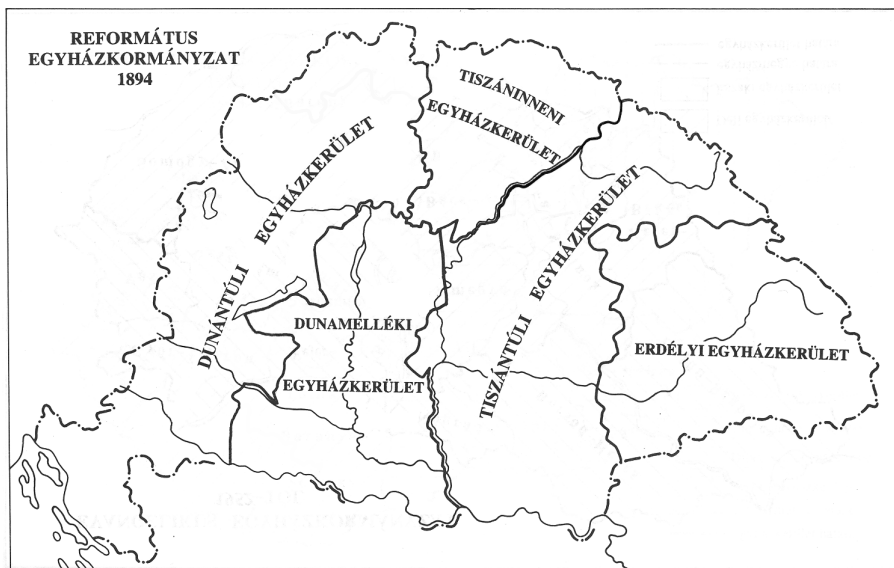 REFORMÁTUS
EGYHÁZKORMÁNYZAT
1894
TISZÁNINNENI
EGYHÁZKERÜLET
DUNÁNTÚLI EGYHÁZKERÜLET
TISZÁNTÚLI EGYHÁZKERÜLET
DUNAMELLÉKI
EGYHÁZKERÜLET
ERDÉLYI EGYHÁZKERÜLET